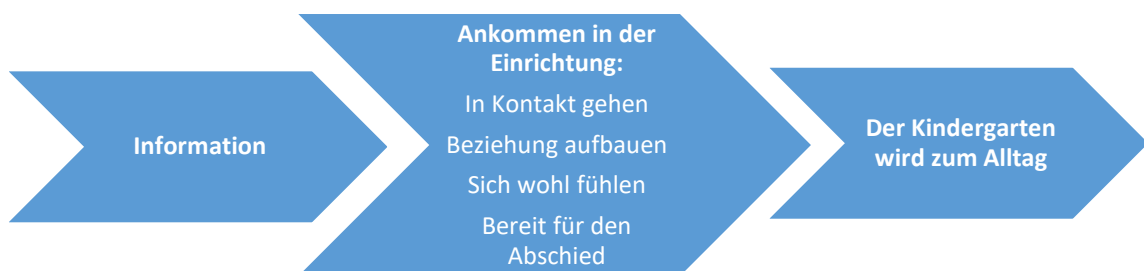 Information
Ankommen in der
Einrichtung:
In Kontakt gehen
Beziehung aufbauen
Sich wohl fühlen
Bereit für den
Abschied
Der Kindergarten
wird zum Alltag